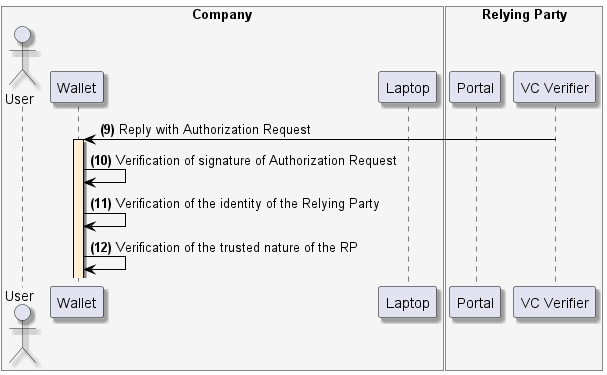 Company
Relying Party
User
Wallet
Laptop
Portal
VC Verifier
(9) Reply with Authorization Request
(10) Verification of signature of Authorization Request
(11) Verification of the identity of the Relying Party
(12) Verification of the trusted nature of the RP
User
Wallet
Laptop
Portal
VC Verifier